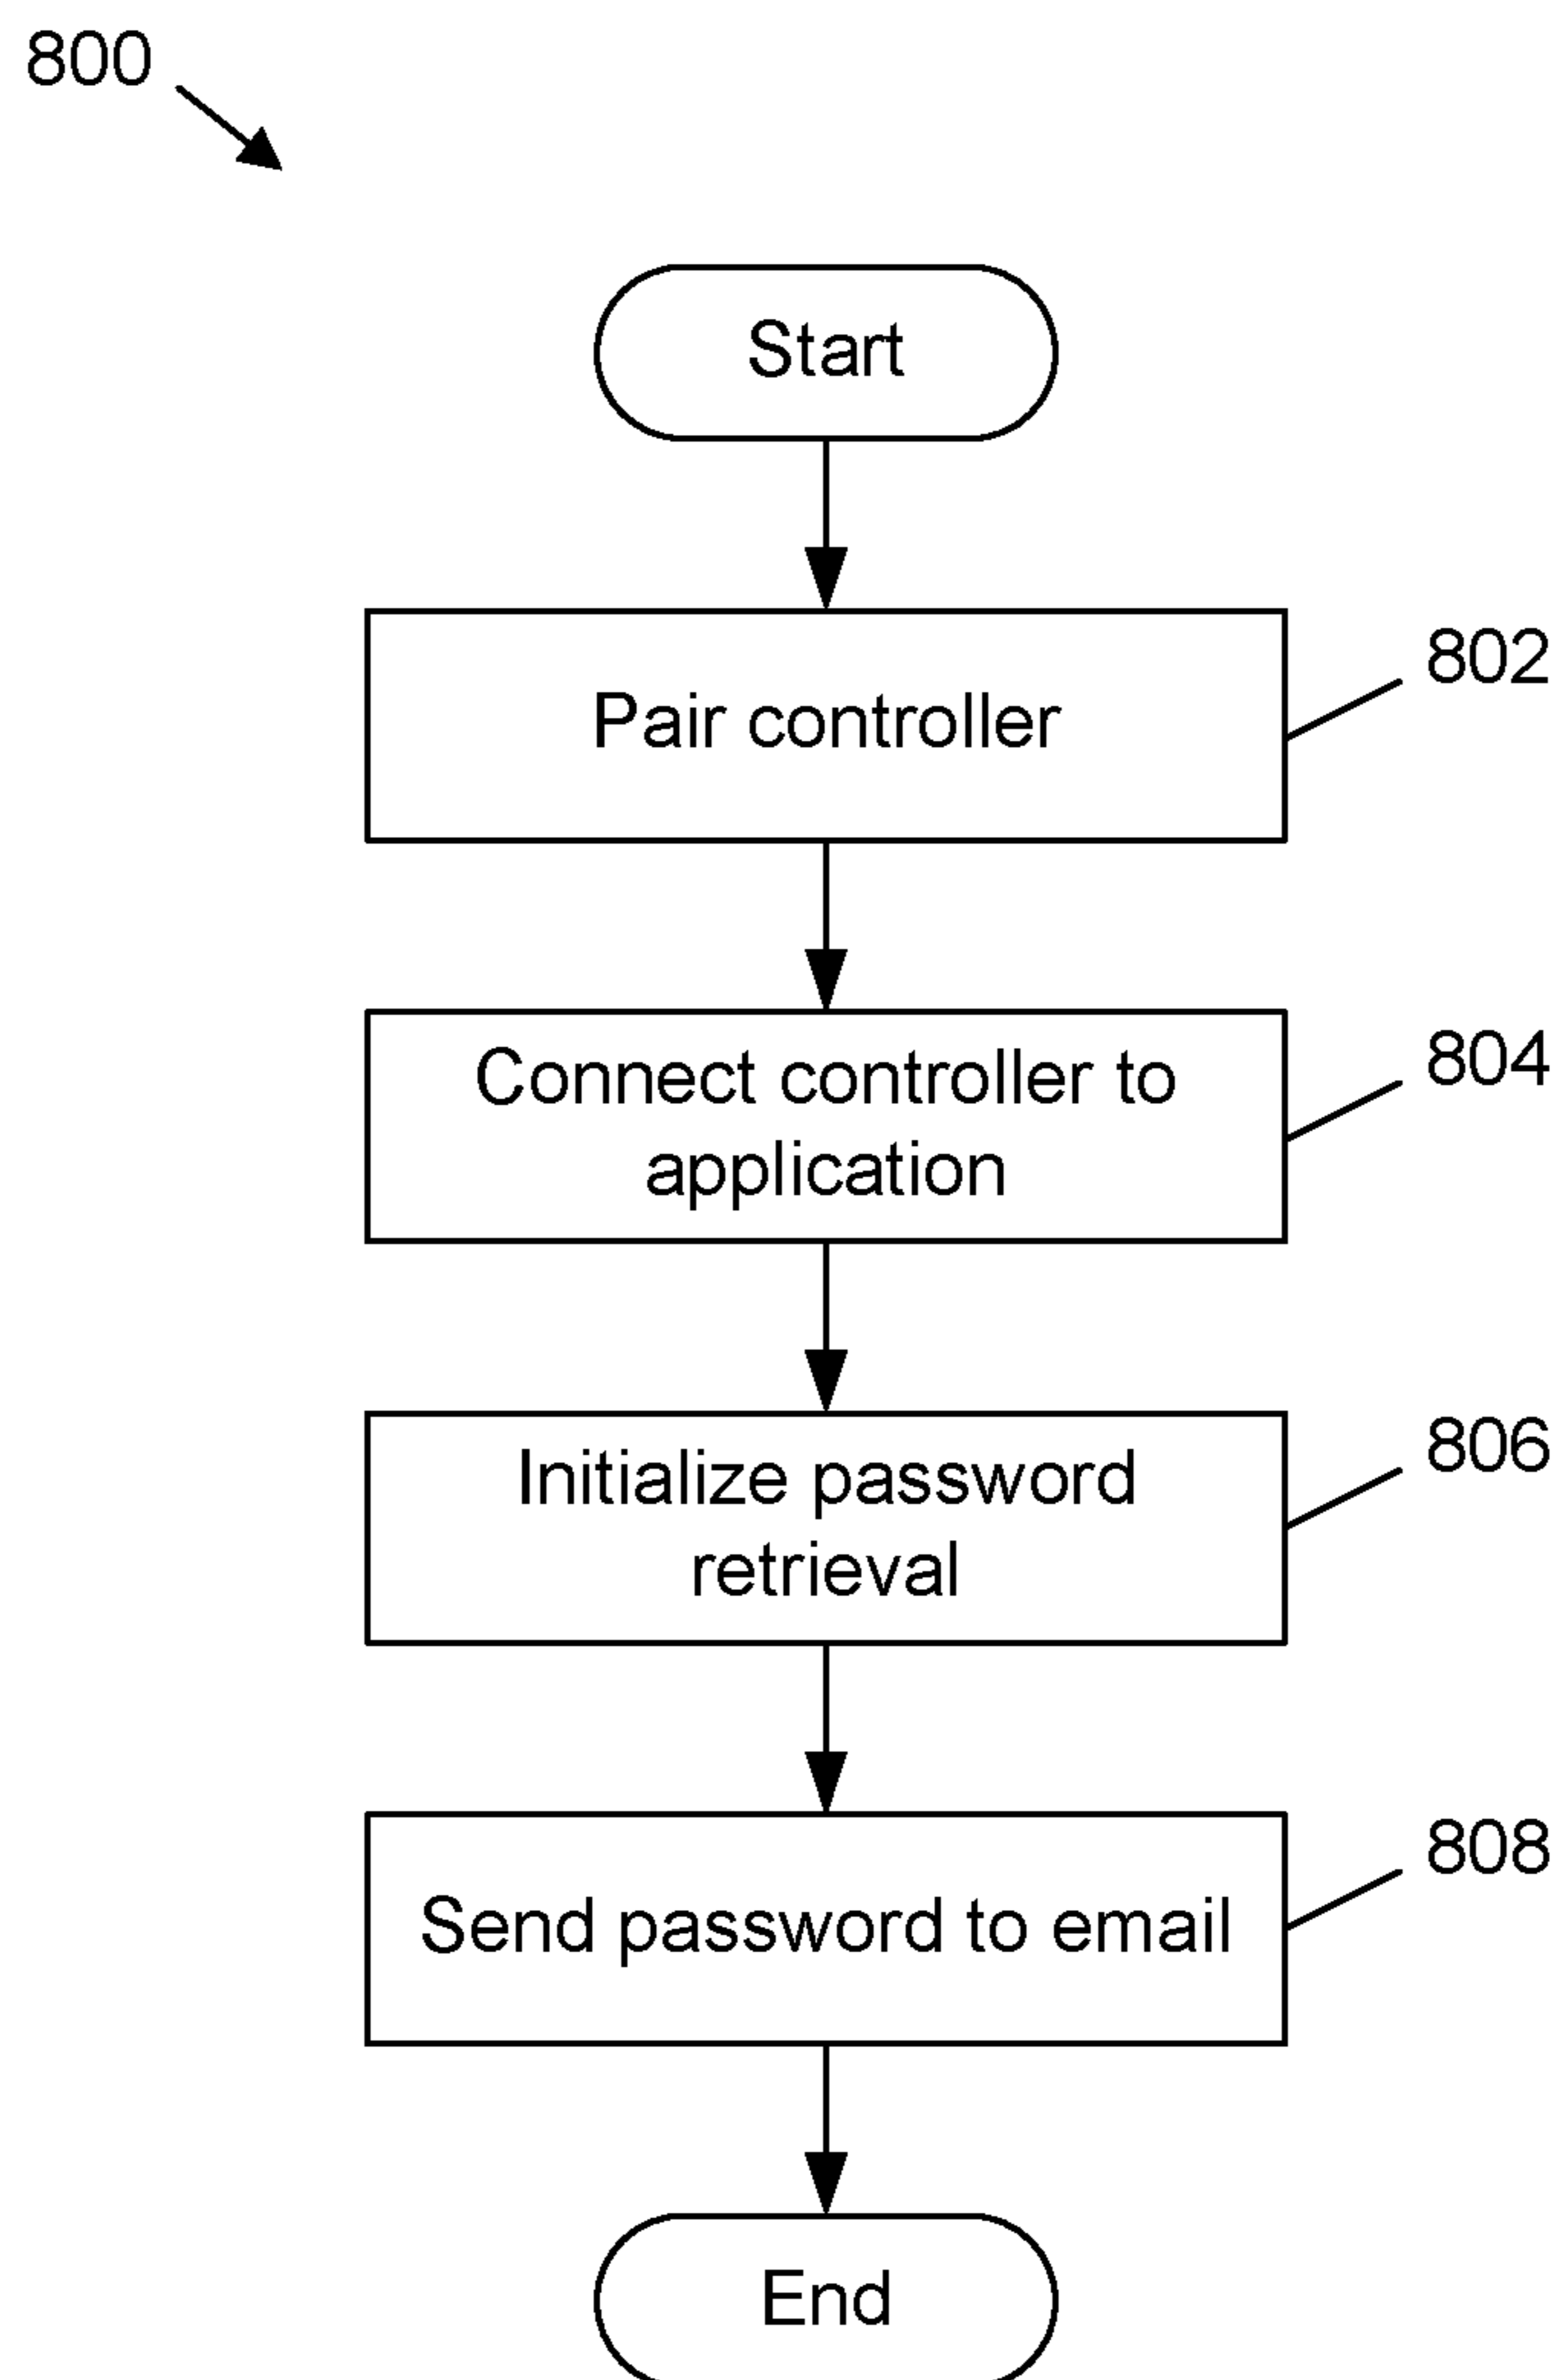 800
Start
Pair controller
802
Connect controller to
application
804
Initialize password
retrieval
806
Send password to email
808
End